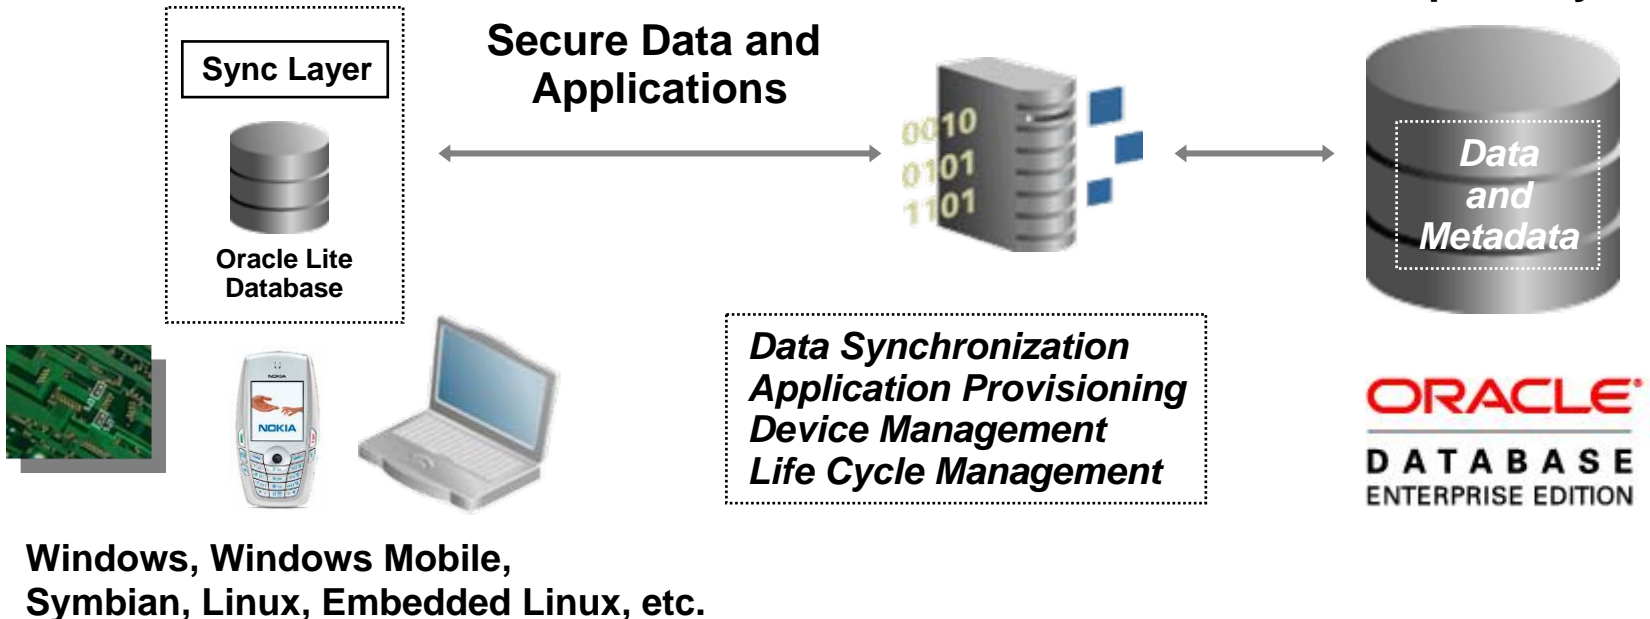 Secure Data and
Applications
Sync Layer
Oracle Lite
Database
0010
0101
1101
Data
and
Metadata
NOKIA
NOKIA
Data Synchronization
Application Provisioning
Device Management
Life Cycle Management
ORACLE
DATABASE
ENTERPRISE EDITION
Windows, Windows Mobile,
Symbian, Linux, Embedded Linux, etc.